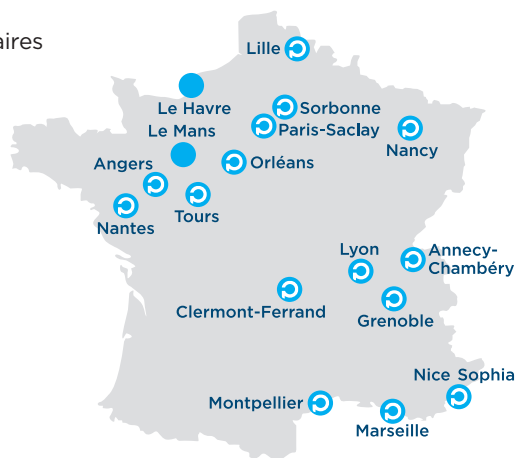 aires
Lille
Le Havre
Sorbonne
Le Mans
Paris-Saclay
Nancy
Angers
Orléans
Tours
Nantes
Lyon
Annecy-
Chambéry
Clermont-Ferrand
Grenoble
Nice Sophia
Montpellier
Marseille